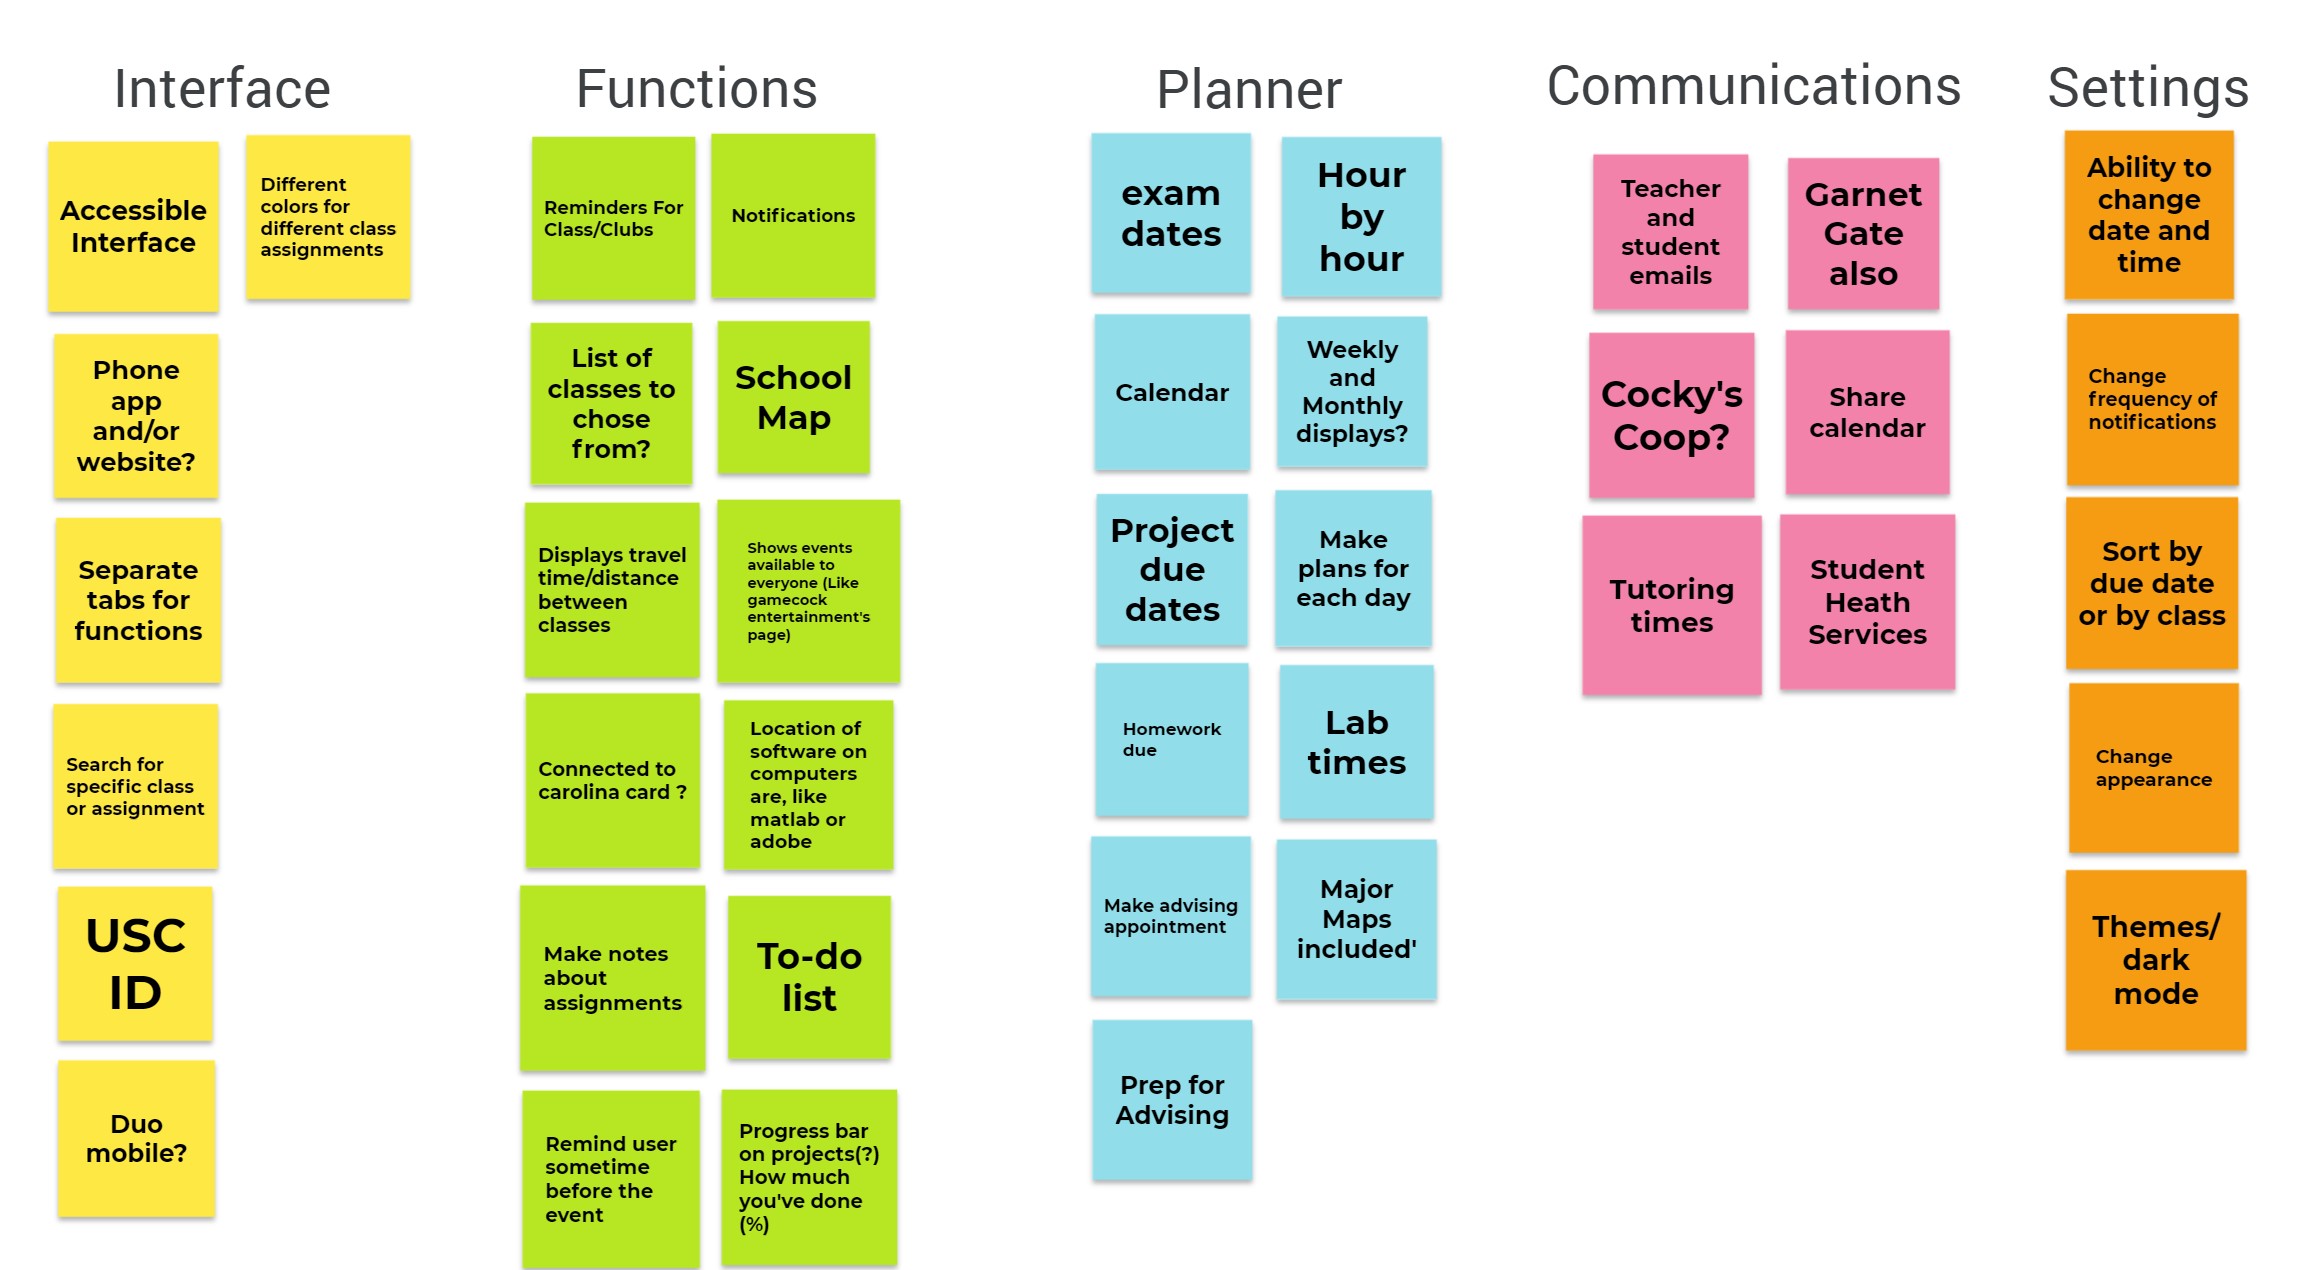 Interface
Accessible
Interface
Different
colors for
different class
assignments
Phone
app
and/or
website?
Separate
tabs for
functions
Search for
specific class
or assignment
USC
ID
Duo
mobile?
Functions
Reminders For
Class/Clubs
Notifications
List of
classes to
chose
from?
School
Map
Displays travel
time/distance
between
classes
Shows events
available to
everyone (Like
gamecock
entertainment's
page)
Connected to
carolina card ?
Location of
software on
computers
are, like
matlab or
adobe
Make notes
about
assignments
To-do
list
Remind user
sometime
before the
event
Progress bar
on projects(?)
How much
you've done
(%)
Planner
exam
dates
Hour
by
hour
Calendar
Weekly
and
Monthly
displays?
Project
due
dates
Make
plans for
each day
Homework
due
Lab
times
Make advising
appointment
Major
Maps
included'
Prep for
Advising
Communications
Teacher
and
student
emails
Garnet
Gate
also
Cocky's
Coop?
Share
calendar
Tutoring
times
Student
Heath
Services
Settings
Ability to
change
date and
time
Change
frequency of
notifications
Sort by
due date
or by class
Change
appearance
Themes/
dark
mode